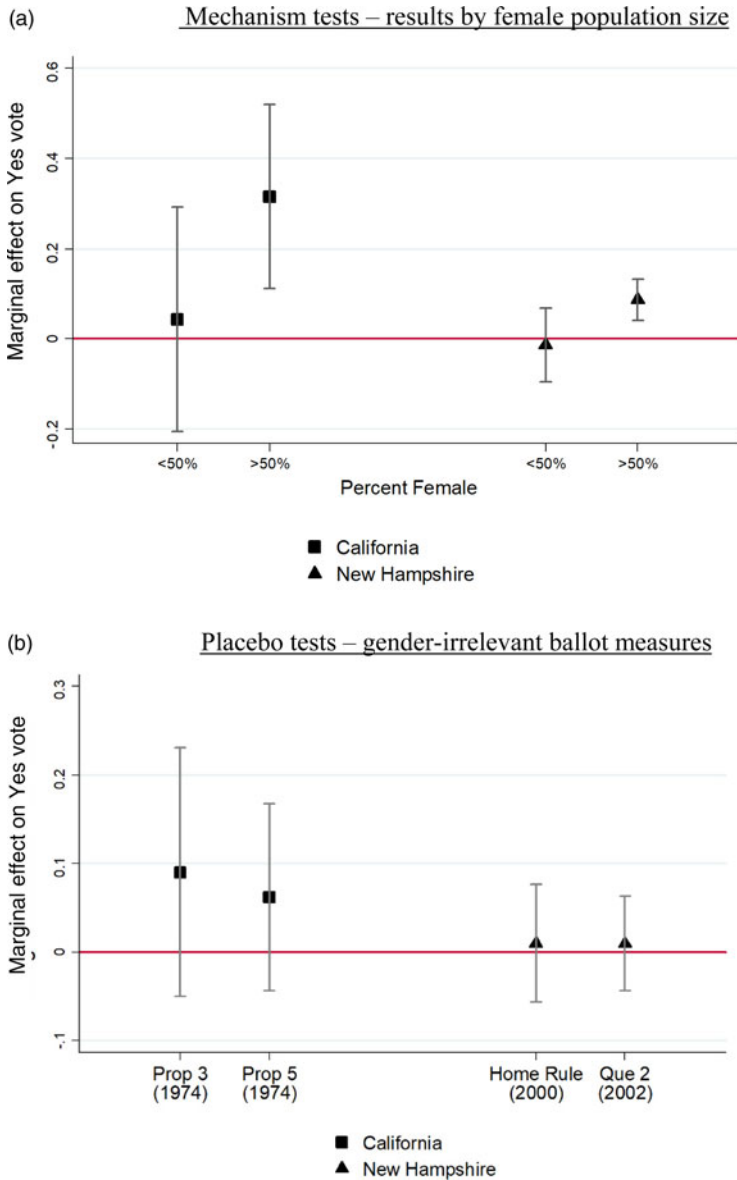 (a) Mechanism tests – results by female population size
Marginal effect on Yes vote
0.6
0.4
0.2
0
-0.2
<50% >50% <50% >50%
Percent Female
California
New Hampshire
(b) Placebo tests – gender-irrelevant ballot measures
Marginal effect on Yes vote
0.3
0.2
0.1
0
-.1
Prop 3 Prop 5 Home Rule Que 2
(1974) (1974) (2000) (2002)
California
New Hampshire